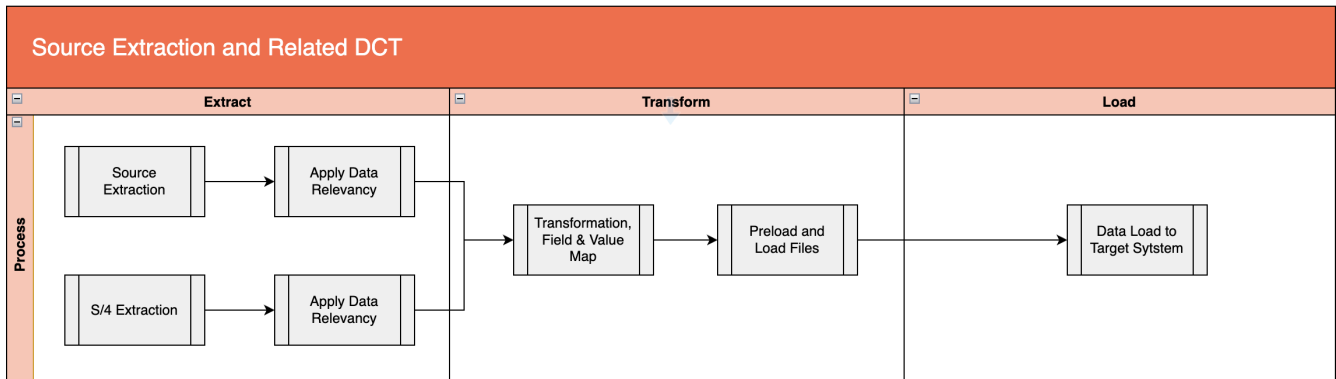 Source Extraction and Related DCT
Extract
Transform
Load
Process
Source
Extraction
Apply Data
Relevancy
S/4 Extraction
Apply Data
Relevancy
Transformation,
Field & Value
Map
Preload and
Load Files
Data Load to
Target Sytstem